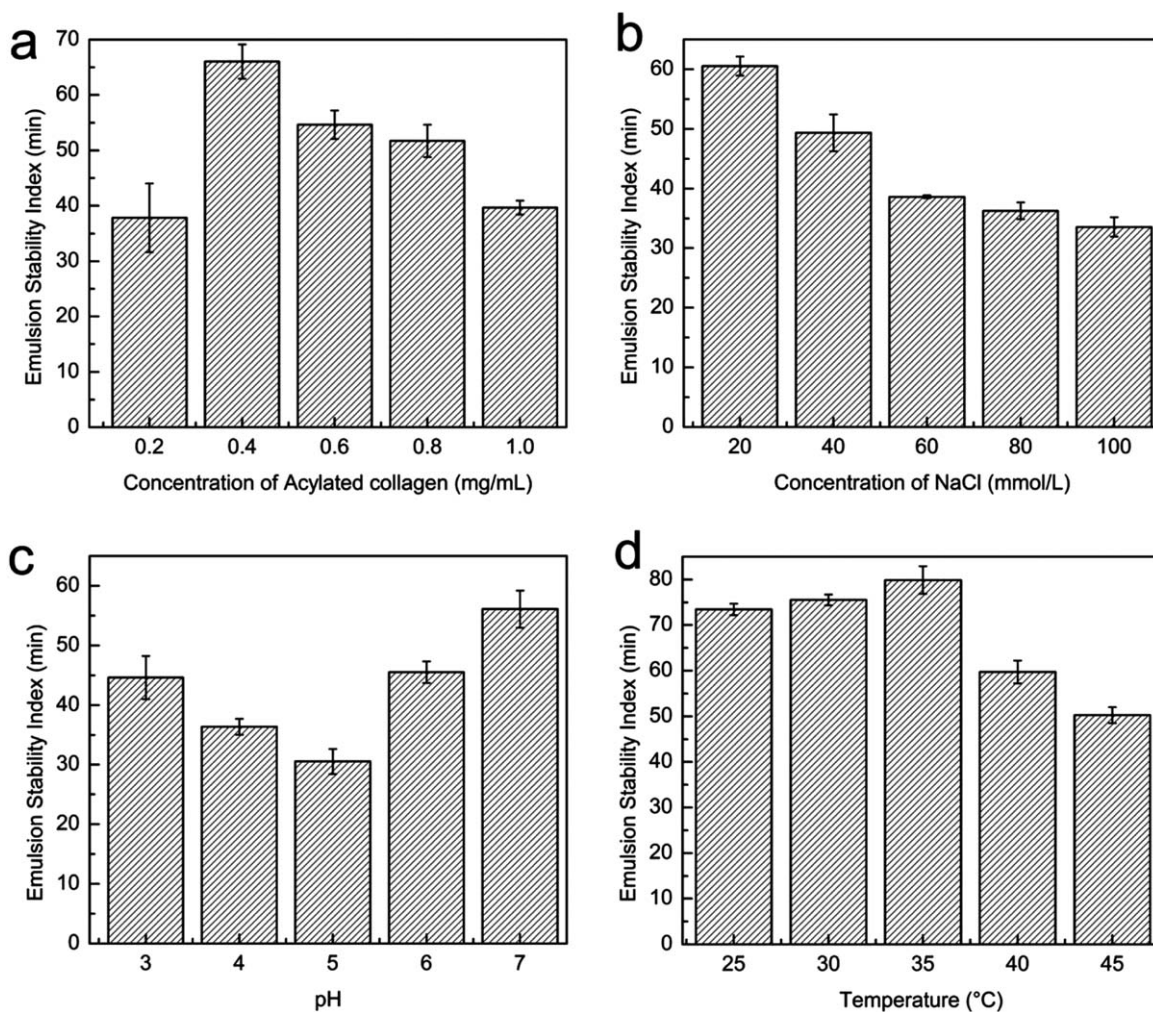 a
Emulsion Stability Index (min)
70
60
50
40
30
20
10
0
0.2 0.4 0.6 0.8 1.0
Concentration of Acylated collagen (mg/mL)
b
Emulsion Stability Index (min)
60
50
40
30
20
10
0
20 40 60 80 100
Concentration of NaCl (mmol/L)
c
Emulsion Stability Index (min)
60
50
40
30
20
10
0
3 4 5 6 7
pH
d
Emulsion Stability Index (min)
80
70
60
50
40
30
20
10
0
25 30 35 40 45
Temperature (°C)